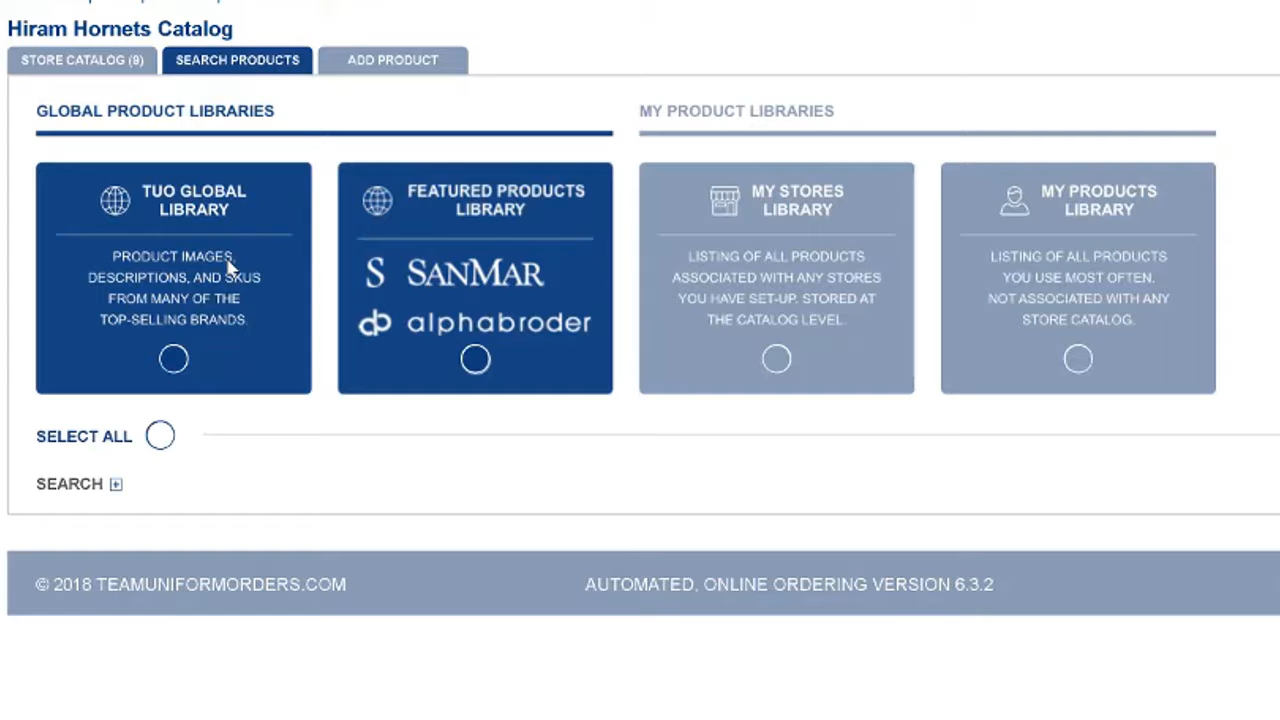 Hiram Hornets Catalog
STORE CATALOG (9)
SEARCH PRODUCTS
ADD PRODUCT
GLOBAL PRODUCT LIBRARIES
MY PRODUCT LIBRARIES
TUO GLOBAL
LIBRARY
PRODUCT IMAGES,
DESCRIPTIONS, AND SKUS
FROM MANY OF THE
TOP-SELLING BRANDS.
FEATURED PRODUCTS
LIBRARY
S SANMAR
alphabroder
MY STORES
LIBRARY
LISTING OF ALL PRODUCTS
ASSOCIATED WITH ANY STORES
YOU HAVE SET-UP. STORED AT
THE CATALOG LEVEL.
MY PRODUCTS
LIBRARY
LISTING OF ALL PRODUCTS
YOU USE MOST OFTEN.
NOT ASSOCIATED WITH ANY
STORE CATALOG.
SELECT ALL
SEARCH
© 2018 TEAMUNIFORMORDERS.COM
AUTOMATED, ONLINE ORDERING VERSION 6.3.2